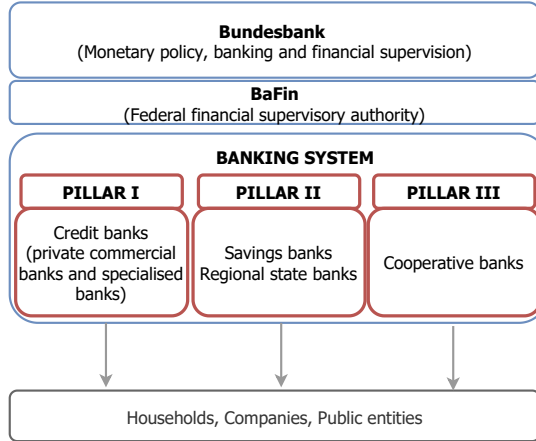 Bundesbank
(Monetary policy, banking and financial supervision)
BaFin
(Federal financial supervisory authority)
BANKING SYSTEM
PILLAR I
PILLAR II
PILLAR III
Credit banks
(private commercial
banks and specialised
banks)
Savings banks
Regional state banks
Cooperative banks
Households, Companies, Public entities